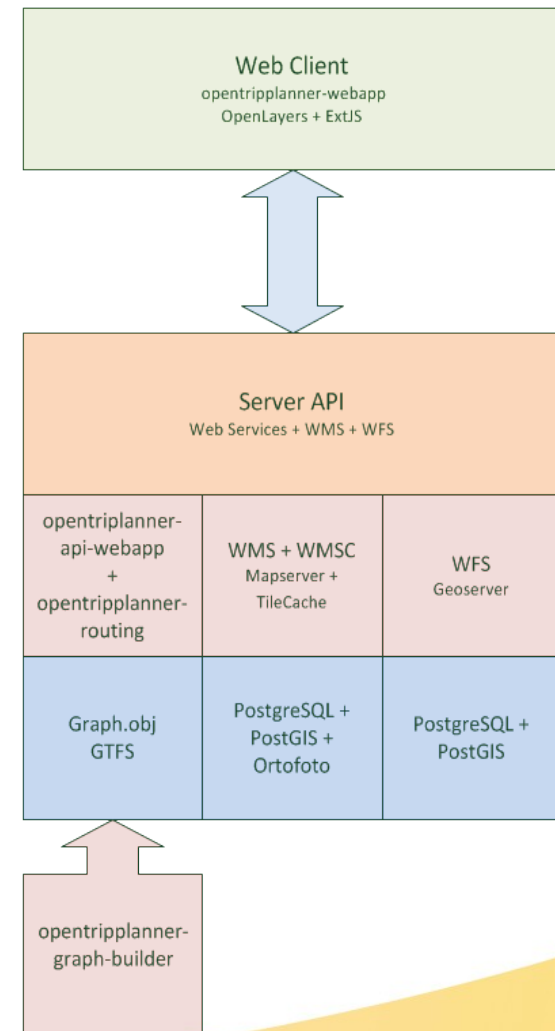 Web Client
opentripplanner-webapp
OpenLayers + ExtJS
Server API
Web Services + WMS + WFS
opentriplanner-
api-webapp
+
opentripplanner-
routing
WMS + WMSC
Mapserver +
TileCache
WFS
Geoserver
Graph.obj
GTFS
PostgreSQL +
PostGIS +
Ortofoto
PostgreSQL +
PostGIS
opentripplanner-
graph-builder